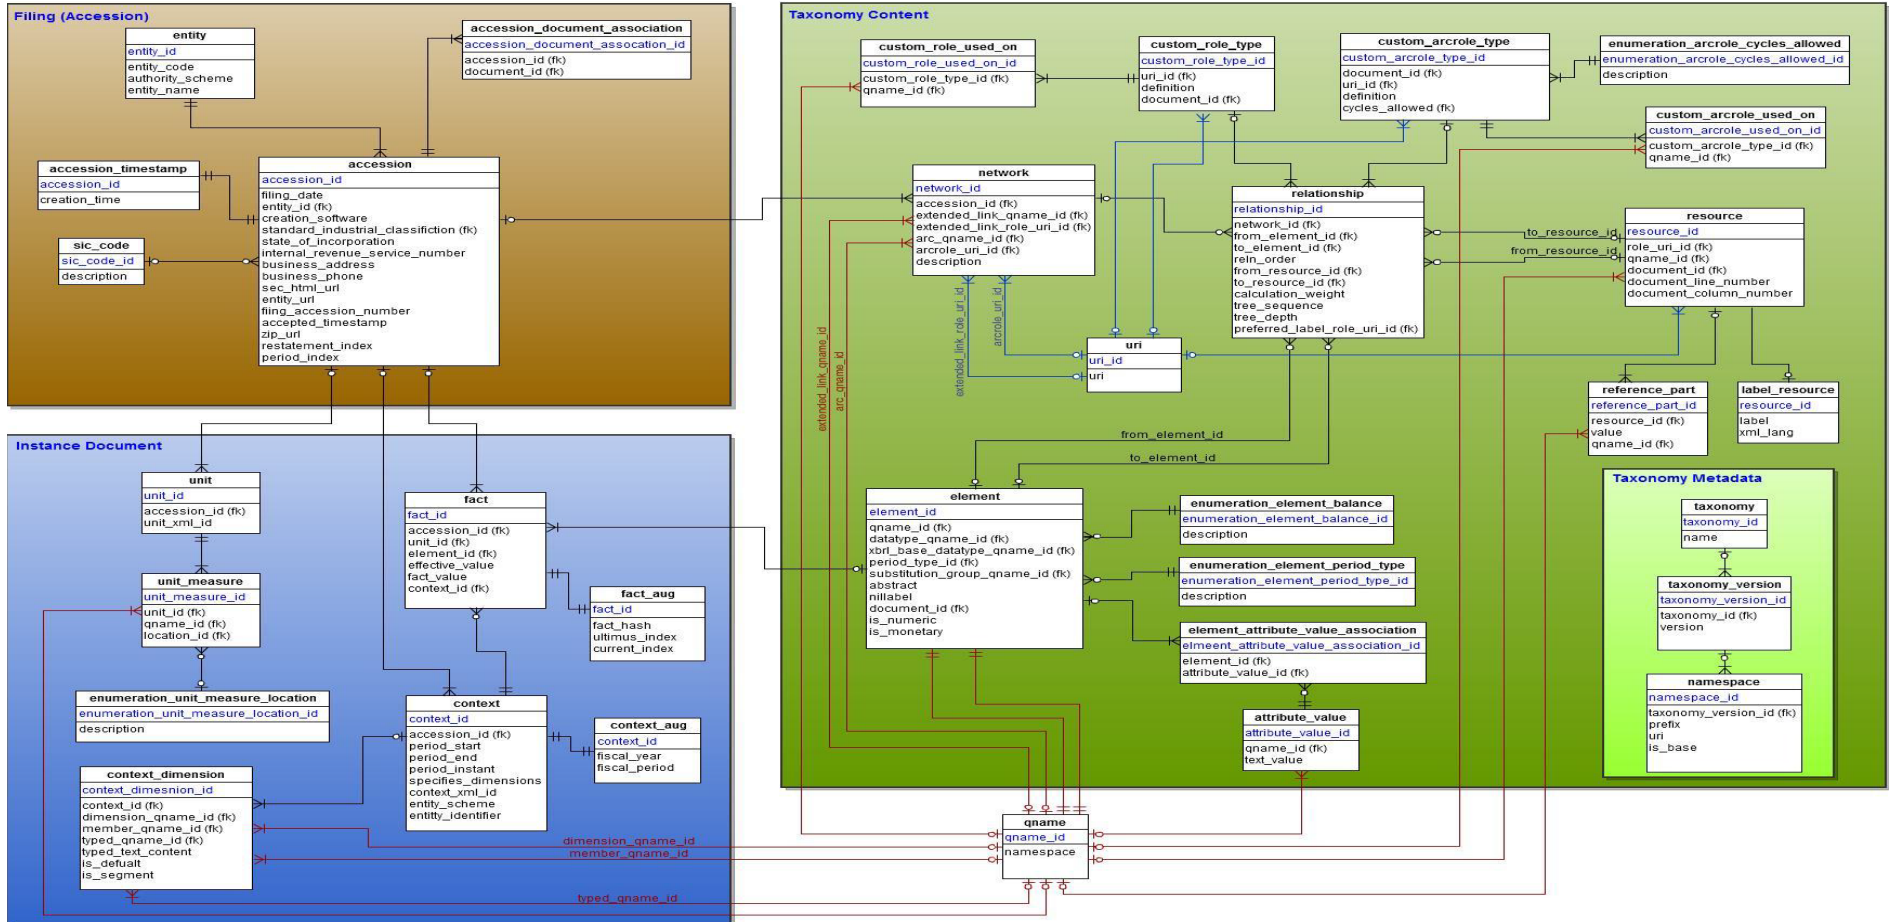 Filing (Accession)
entity
entity_id
entity_code
authority_scheme
entity_name
accession_document_association
accession_document_assocation_id
accession_id (fk)
document_id (fk)
accession_timestamp
accession_id
creation_time
sic_code
sic_code_id
description
accession
accession_id
filing_date
entity_id (fk)
creation_software
standard_industrial_classifiction (fk)
state_of_incorporation
internal_revenue_service_number
business_address
business_phone
sec_html_url
entity_url
fiing_accession_number
accepted_timestamp
zip_url
restatement_index
period_index
Instance Document
unit
unit_id
accession_id (fk)
unit_xml_id
unit_measure
unit_measure_id
unit_id (fk)
qname_id (fk)
location_id (fk)
enumeration_unit_measure_location
enumeration_unit_measure_location_id
description
fact
fact_id
accession_id (fk)
unit_id (fk)
element_id (fk)
effective_value
fact_value
context_id (fk)
fact_aug
fact_id
fact_hash
ultimus_index
current_index
context
context_id
accession_id (fk)
period_start
period_end
period_instant
specifies_dimensions
context_xml_id
entity_scheme
entitty_identifier
context_aug
context_id
fiscal_year
fiscal_period
context_dimension
context_dimesnion_id
context_id (fk)
dimension_qname_id (fk)
member_qname_id (fk)
typed_qname_id (fk)
typed_text_content
is_defualt
is_segment
dimension_qname_id
member_qname_id
typed_qname_id
Taxonomy Content
custom_role_used_on
custom_role_used_on_id
custom_role_type_id (fk)
qname_id (fk)
custom_role_type
custom_role_type_id
uri_id (fk)
definition
document_id (fk)
custom_arcrole_type
custom_arcrole_type_id
document_id (fk)
uri_id (fk)
definition
cycles_allowed (fk)
enumeration_arcrole_cycles_allowed
enumeration_arcrole_cycles_allowed_id
description
custom_arcrole_used_on
custom_arcrole_used_on_id
custom_arcrole_type_id (fk)
qname_id (fk)
network
network_id
accession_id (fk)
extended_link_qname_id (fk)
extended_link_role_uri_id (fk)
arc_qname_id (fk)
arcrole_uri_id (fk)
description
relationship
relationship_id
network_id (fk)
from_element_id (fk)
to_element_id (fk)
reln_order
from_resource_id (fk)
to_resource_id (fk)
calculation_weight
tree_sequence
tree_depth
preferred_label_role_uri_id (fk)
to_resource_id
from_resource_id
resource
resource_id
role_uri_id (fk)
qname_id (fk)
document_id (fk)
document_line_number
document_column_number
extended_link_qname_id
arc_qname_id
extended_link_role_uri_id
arcrole_uri_id
uri
uri_id
uri
reference_part
reference_part_id
resource_id (fk)
value
qname_id (fk)
label_resource
resource_id
label
xml_lang
from_element_id
to_element_id
element
element_id
qname_id (fk)
datatype_qname_id (fk)
xbrl_base_datatype_qname_id (fk)
period_type_id (fk)
substitution_group_qname_id (fk)
abstract
nillabel
document_id (fk)
is_numeric
is_monetary
enumeration_element_balance
enumeration_element_balance_id
description
enumeration_element_period_type
enumeration_element_period_type_id
description
element_attribute_value_association
elmeent_attribute_value_association_id
element_id (fk)
attribute_value_id (fk)
attribute_value
attribute_value_id
qname_id (fk)
text_value
qname
qname_id
namespace
Taxonomy Metadata
taxonomy
taxonomy_id
name
taxonomy_version
taxonomy_version_id
taxonomy_id (fk)
version
namespace
namespace_id
taxonomy_version_id (fk)
prefix
uri
is_base